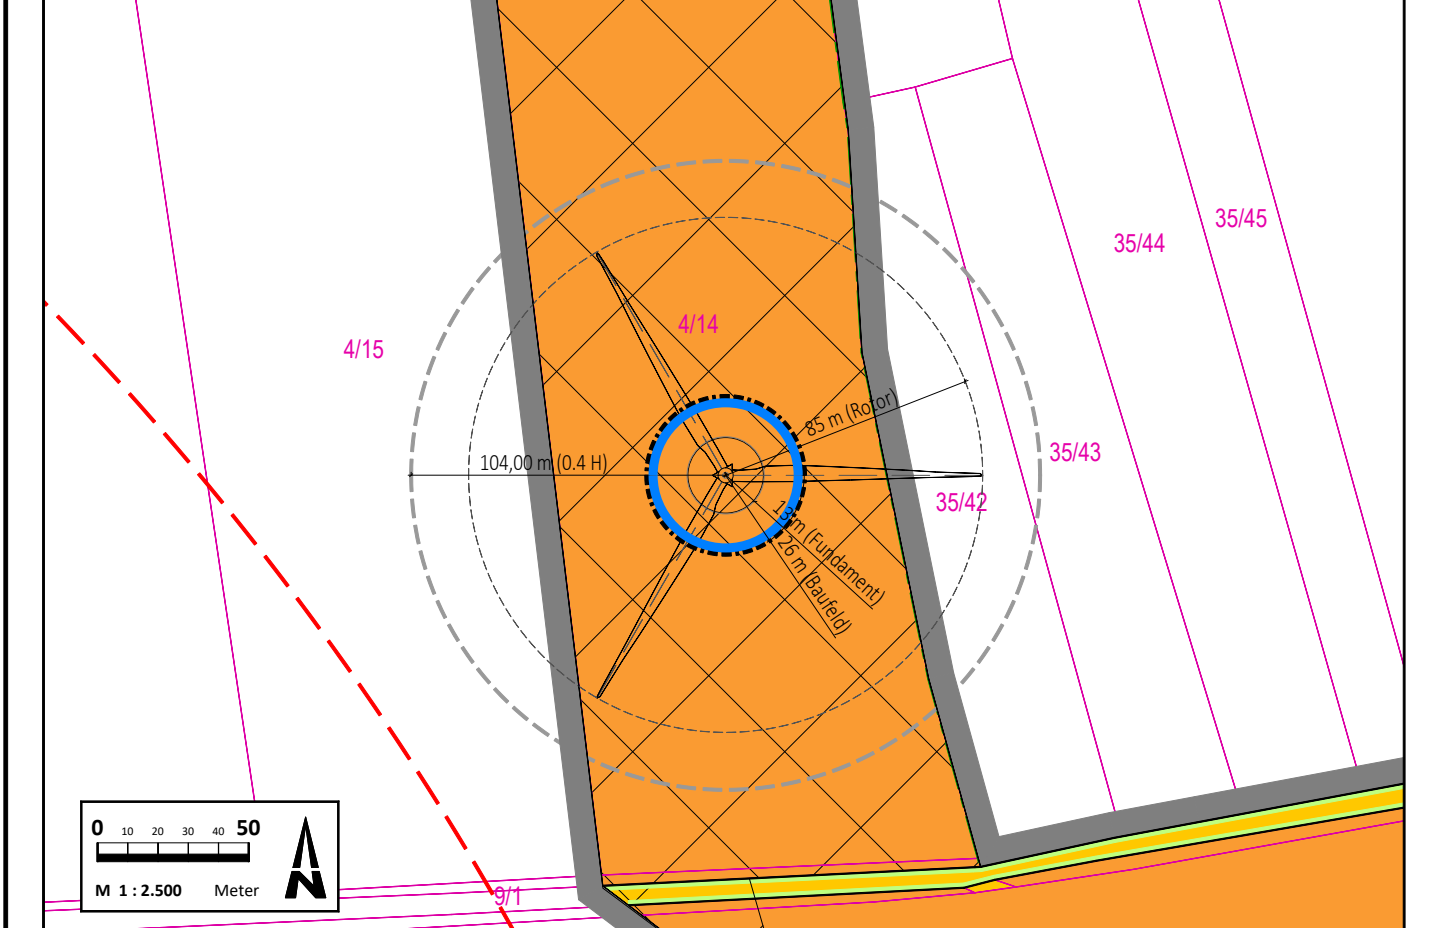 35/45
35/44
4/14
4/15
85 m (Rotor)
35/43
104,00 m (0.4 H)
35/42
13 m (Fundament)
26 m (Baufeld)
0 10 20 30 40 50
M 1 : 2.500 Meter
N
9/1